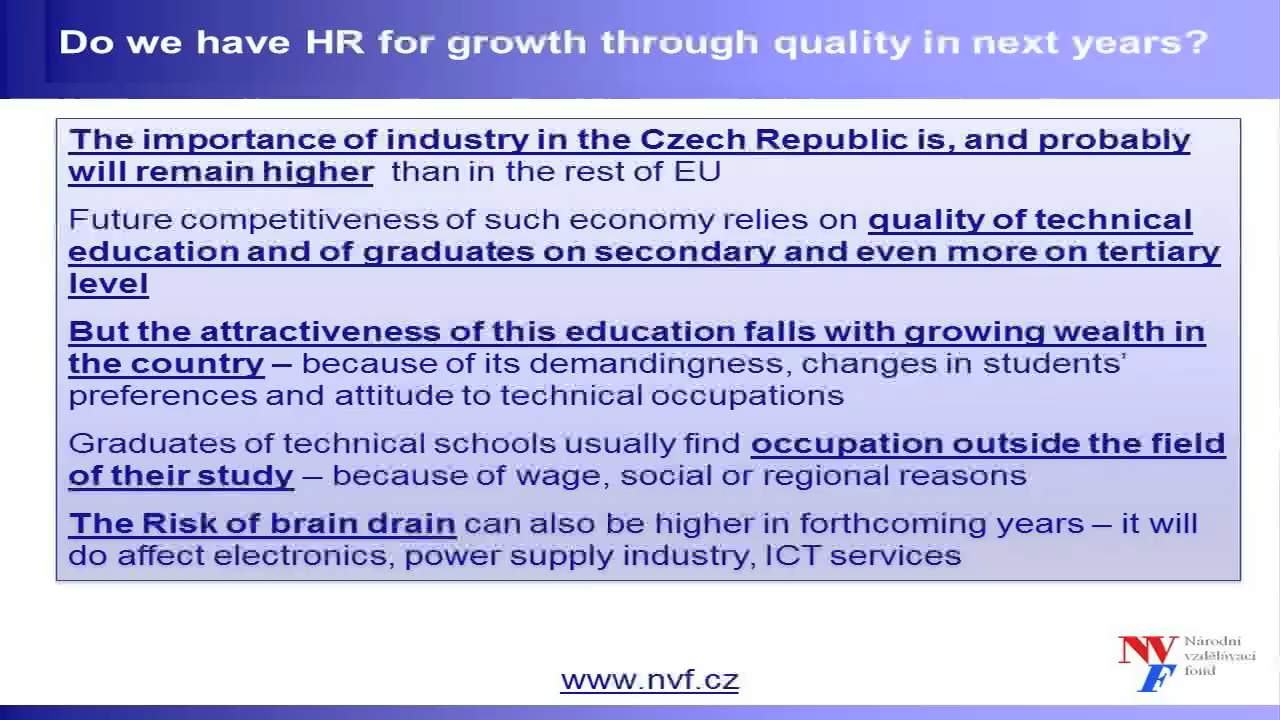 Do we have HR for growth through quality in next years?
The importance of industry in the Czech Republic is, and probably
will remain higher than in the rest of EU
Future competitiveness of such economy relies on quality of technical
education and of graduates on secondary and even more on tertiary
level
But the attractiveness of this education falls with growing wealth in
the country – because of its demandingness, changes in students’
preferences and attitude to technical occupations
Graduates of technical schools usually find occupation outside the field
of their study – because of wage, social or regional reasons
The Risk of brain drain can also be higher in forthcoming years – it will
do affect electronics, power supply industry, ICT services
www.nvf.cz
NVF
Národní
vzdělávací
fond